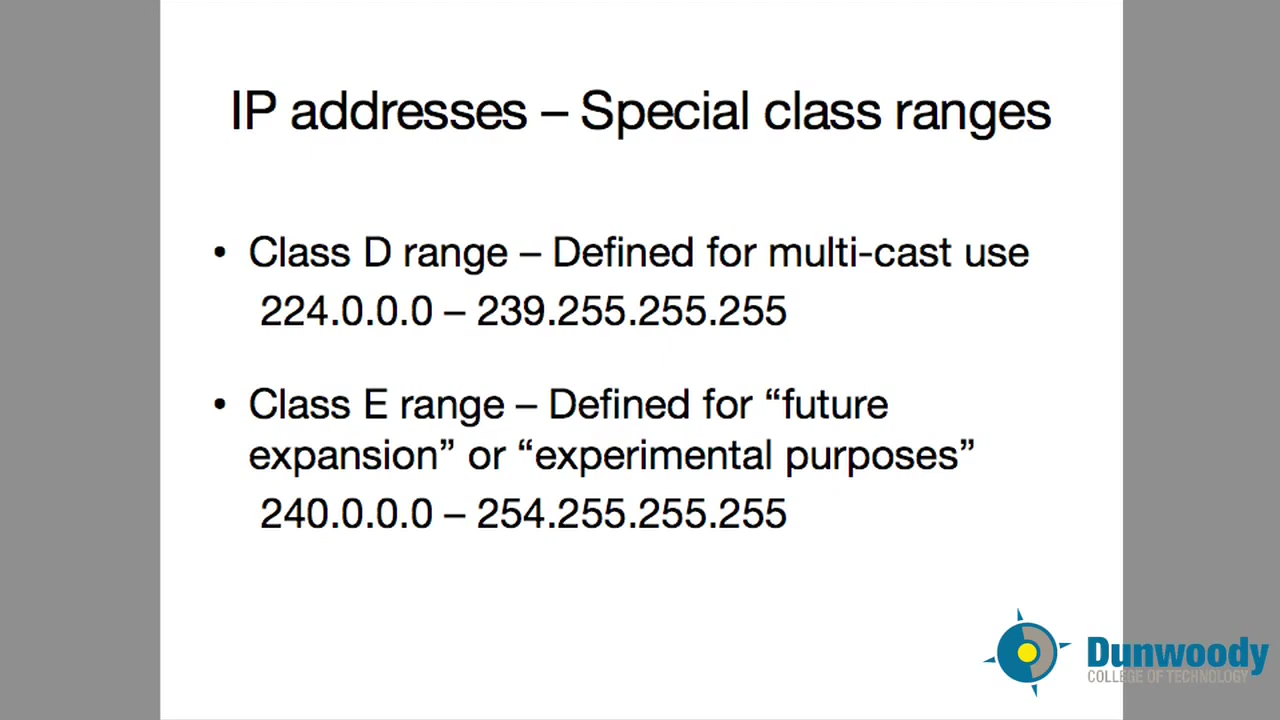 IP addresses – Special class ranges
• Class D range – Defined for multi-cast use
224.0.0.0 – 239.255.255.255
• Class E range – Defined for “future
expansion” or “experimental purposes”
240.0.0.0 – 254.255.255.255
Dunwoody
COLLEGE OF TECHNOLOGY